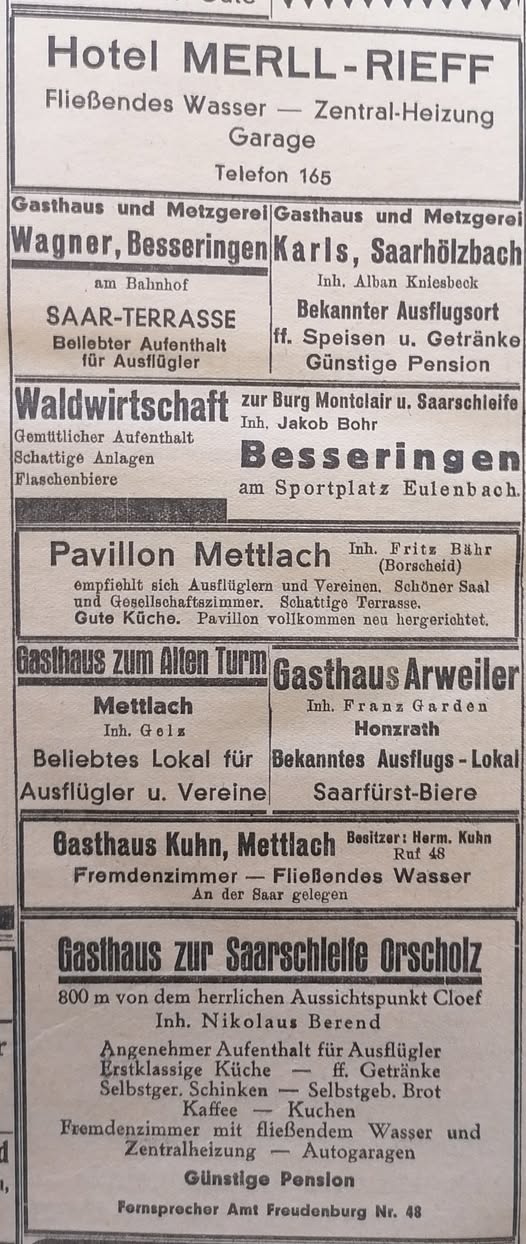 Hotel MERLL-RIEFF
Fließendes Wasser — Zentral-Heizung
Garage
Telefon 165
Gasthaus und Metzgerei
Wagner, Besseringen
am Bahnhof
SAAR-TERRASSE
Beliebter Aufenthalt
für Ausflügler
Gasthaus und Metzgerei
Karls, Saarhölzbach
Inh. Alban Kniesbeck
Bekannter Ausflugsort
ff. Speisen u. Getränke
Günstige Pension
Waldwirtschaft
Gemütlicher Aufenthalt
Schattige Anlagen
Flaschenbiere
zur Burg Montclair u. Saarschleife
Inh. Jakob Bohr
Besseringen
am Sportplatz Eulenbach.
Pavillon Mettlach
Inh. Fritz Bähr
(Borscheid)
empfiehlt sich Ausflüglern und Vereinen. Schöner Saal
und Gesellschaftszimmer. Schattige Terrasse.
Gute Küche. Pavillon vollkommen neu hergerichtet.
Gasthaus zum Alten Turm
Mettlach
Inh. Gelz
Beliebtes Lokal für
Ausflügler u. Vereine
Gasthaus Arweiler
Inh. Franz Garden
Honzrath
Bekanntes Ausflugs-Lokal
Saarfürst-Biere
Gasthaus Kuhn, Mettlach
Besitzer: Herm. Kuhn
Ruf 48
Fremdenzimmer — Fließendes Wasser
An der Saar gelegen
Gasthaus zur Saarschleife Orscholz
800 m von dem herrlichen Aussichtspunkt Cloef
Inh. Nikolaus Berend
Angenehmer Aufenthalt für Ausflügler
Erstklassige Küche — ff. Getränke
Selbstger. Schinken — Selbstgeb. Brot
Kaffee — Kuchen
Fremdenzimmer mit fließendem Wasser und
Zentralheizung — Autogaragen
Günstige Pension
Fernsprecher Amt Freudenburg Nr. 48